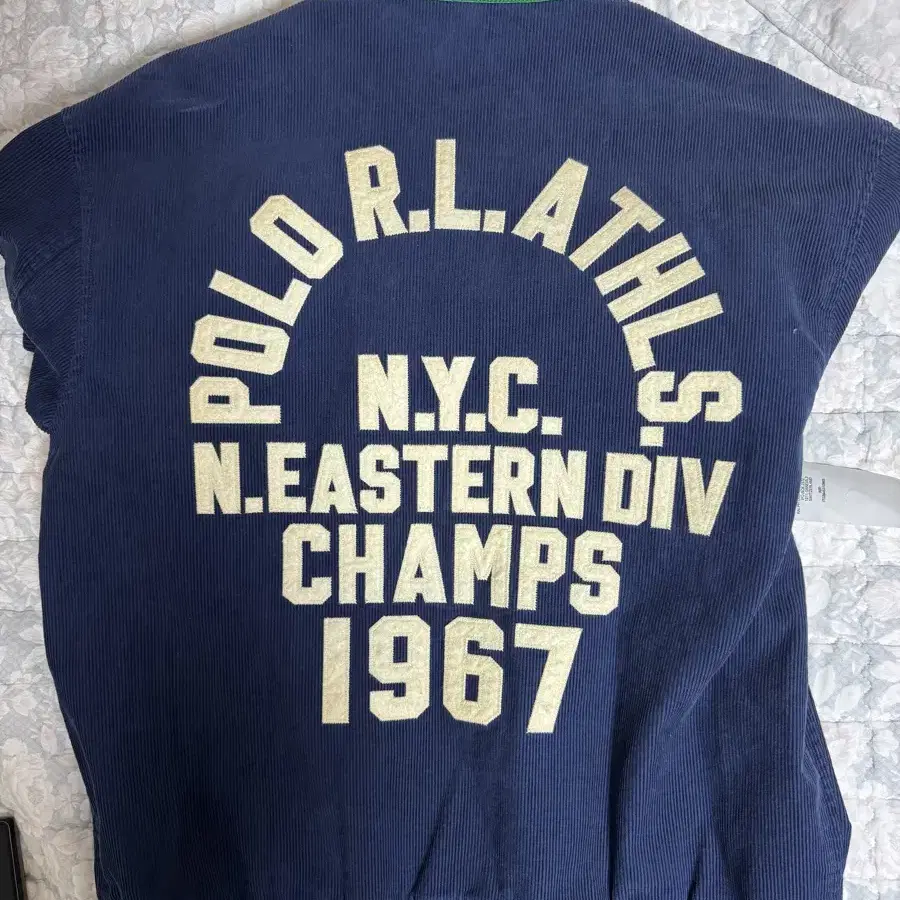 POLO R.L. ATHL.S.
N.Y.C.
N.EASTERN DIV
CHAMPS
1967